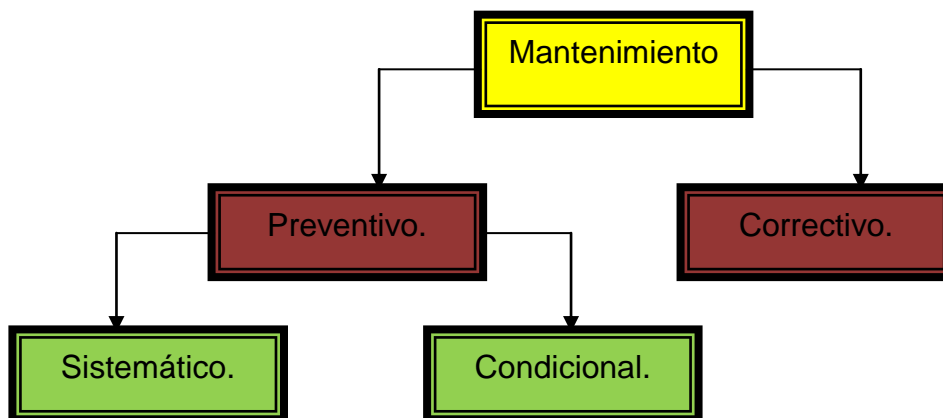 Mantenimiento
Preventivo.
Correctivo.
Sistemático.
Condicional.